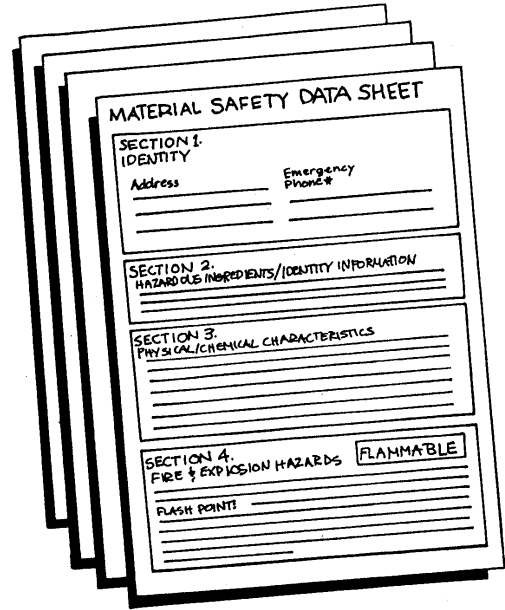 MATERIAL SAFETY DATA SHEET
SECTION 1.
IDENTITY
Address
Emergency
Phone#
SECTION 2.
HAZARDOUS INGREDIENTS/IDENTITY INFORMATION
SECTION 3.
PHYSICAL/CHEMICAL CHARACTERISTICS
SECTION 4.
FIRE & EXPLOSION HAZARDS
FLAMMABLE
FLASH POINT: